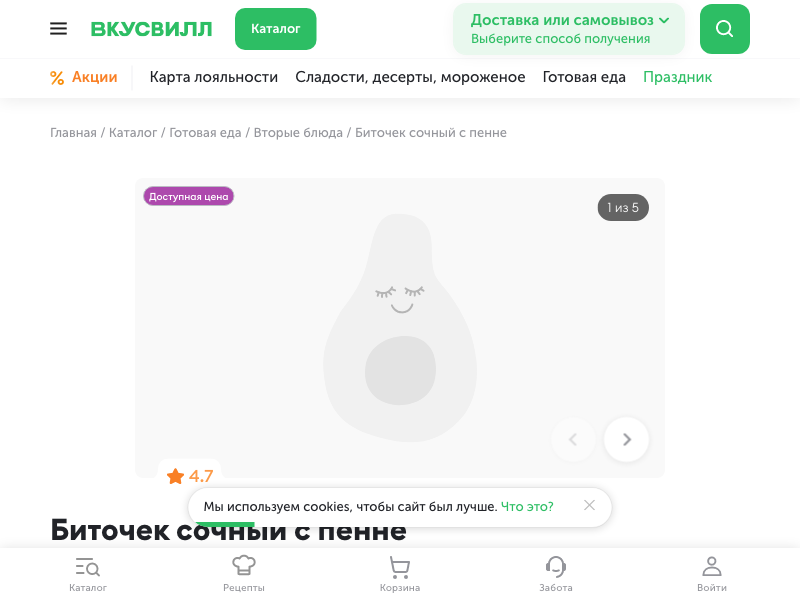 ВКУСВИЛЛ
Каталог
Доставка или самовывоз
Выберите способ получения
Акции
Карта лояльности
Сладости, десерты, мороженое
Готовая еда
Праздник
Главная / Каталог / Готовая еда / Вторые блюда / Биточек сочный с пенне
Доступная цена
1 из 5
4.7
Мы используем cookies, чтобы сайт был лучше. Что это?
Биточек сочный с пенне
Каталог
Рецепты
Корзина
Забота
Войти